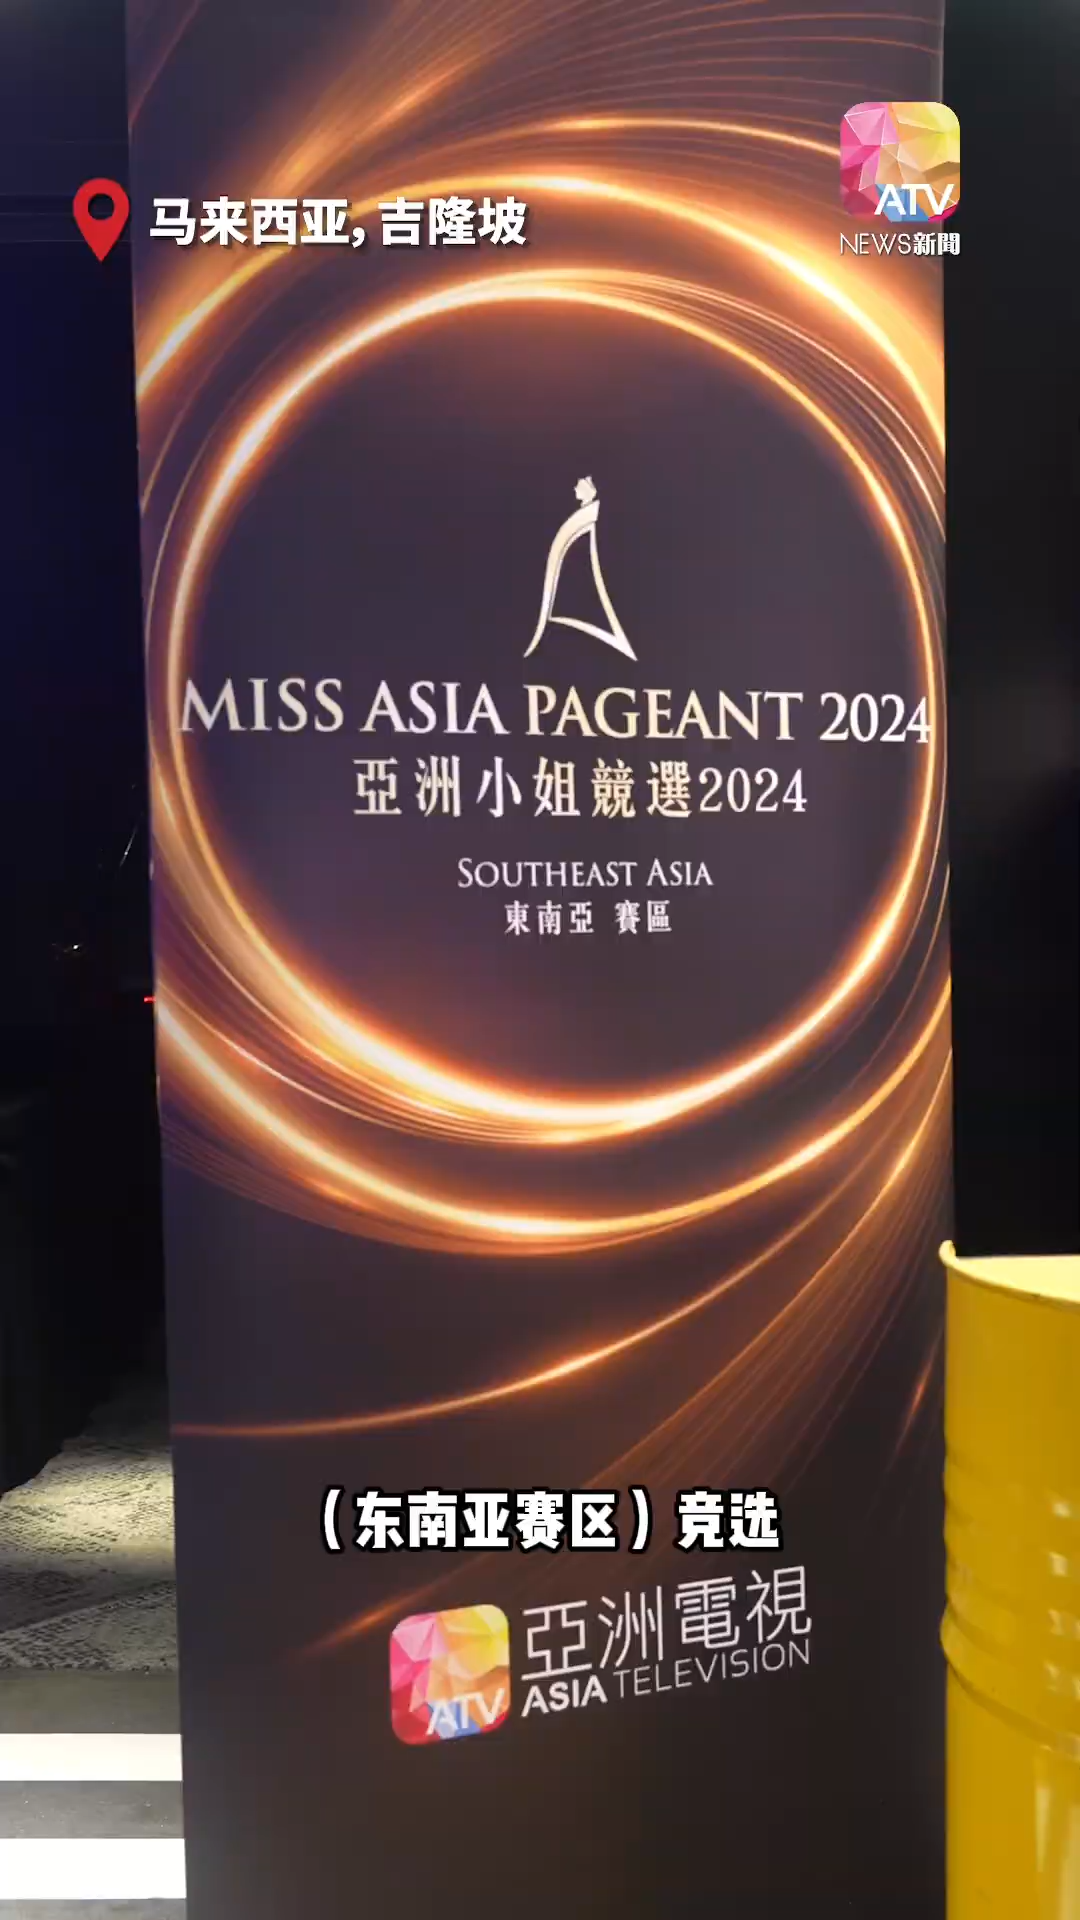 马来西亚, 吉隆坡
ATV
NEWS新聞
MISS ASIA PAGEANT 2024
亞洲小姐競選2024
SOUTHEAST ASIA
東南亞 賽區
（东南亚赛区）竞选
ATV
亞洲電視
ASIA TELEVISION